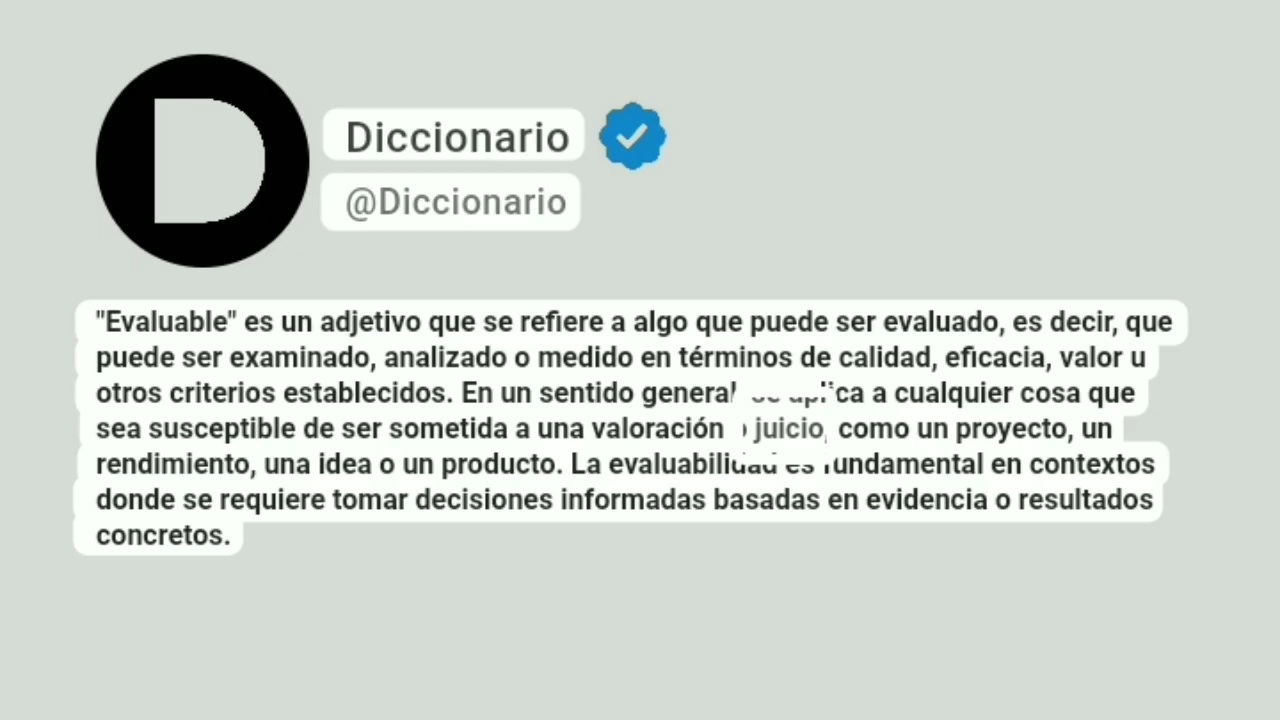 D
Diccionario
@Diccionario
"Evaluable" es un adjetivo que se refiere a algo que puede ser evaluado, es decir, que
puede ser examinado, analizado o medido en términos de calidad, eficacia, valor u
otros criterios establecidos. En un sentido general se aplica a cualquier cosa que
sea susceptible de ser sometida a una valoración o juicio, como un proyecto, un
rendimiento, una idea o un producto. La evaluabilidad es fundamental en contextos
donde se requiere tomar decisiones informadas basadas en evidencia o resultados
concretos.